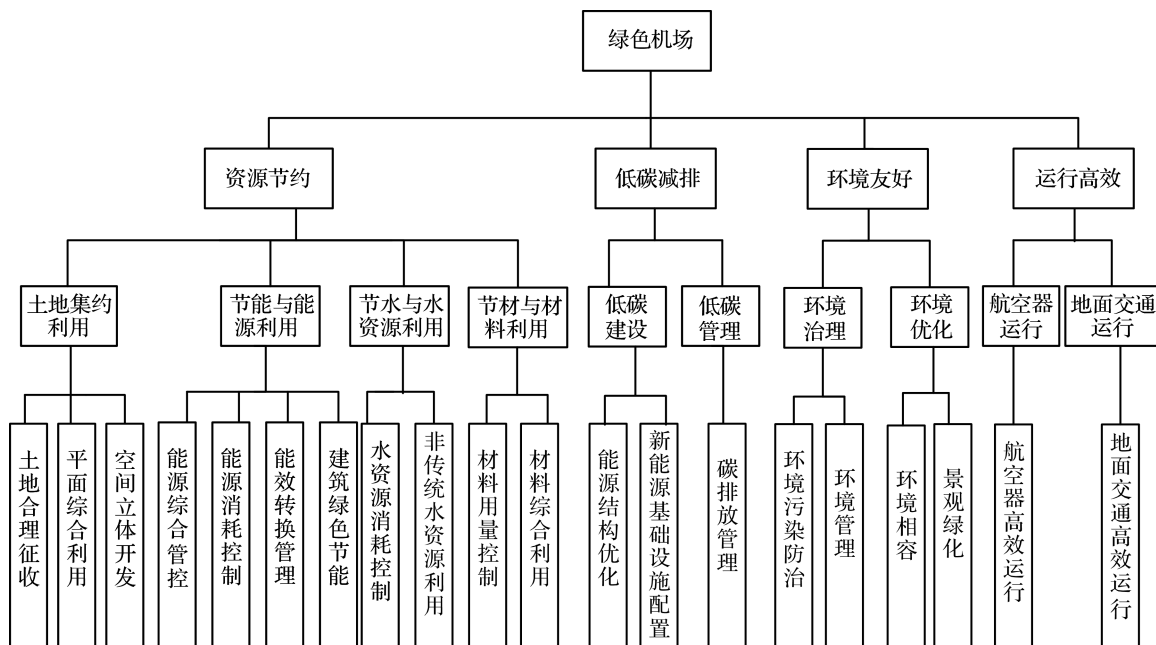 绿色机场
资源节约
低碳减排
环境友好
运行高效
土地集约
利用
节能与能
源利用
节水与水
资源利用
节材与材
料利用
低碳
建设
低碳
管理
环境
治理
环境
优化
航空器
运行
地面交通
运行
土地合理征收
平面综合利用
空间立体开发
能源综合管控
能源消耗控制
能效转换管理
建筑绿色节能
水资源消耗控制
非传统水资源利用
材料用量控制
材料综合利用
能源结构优化
新能源基础设施配置
碳排放管理
环境污染防治
环境管理
环境相容
景观绿化
航空器高效运行
地面交通高效运行